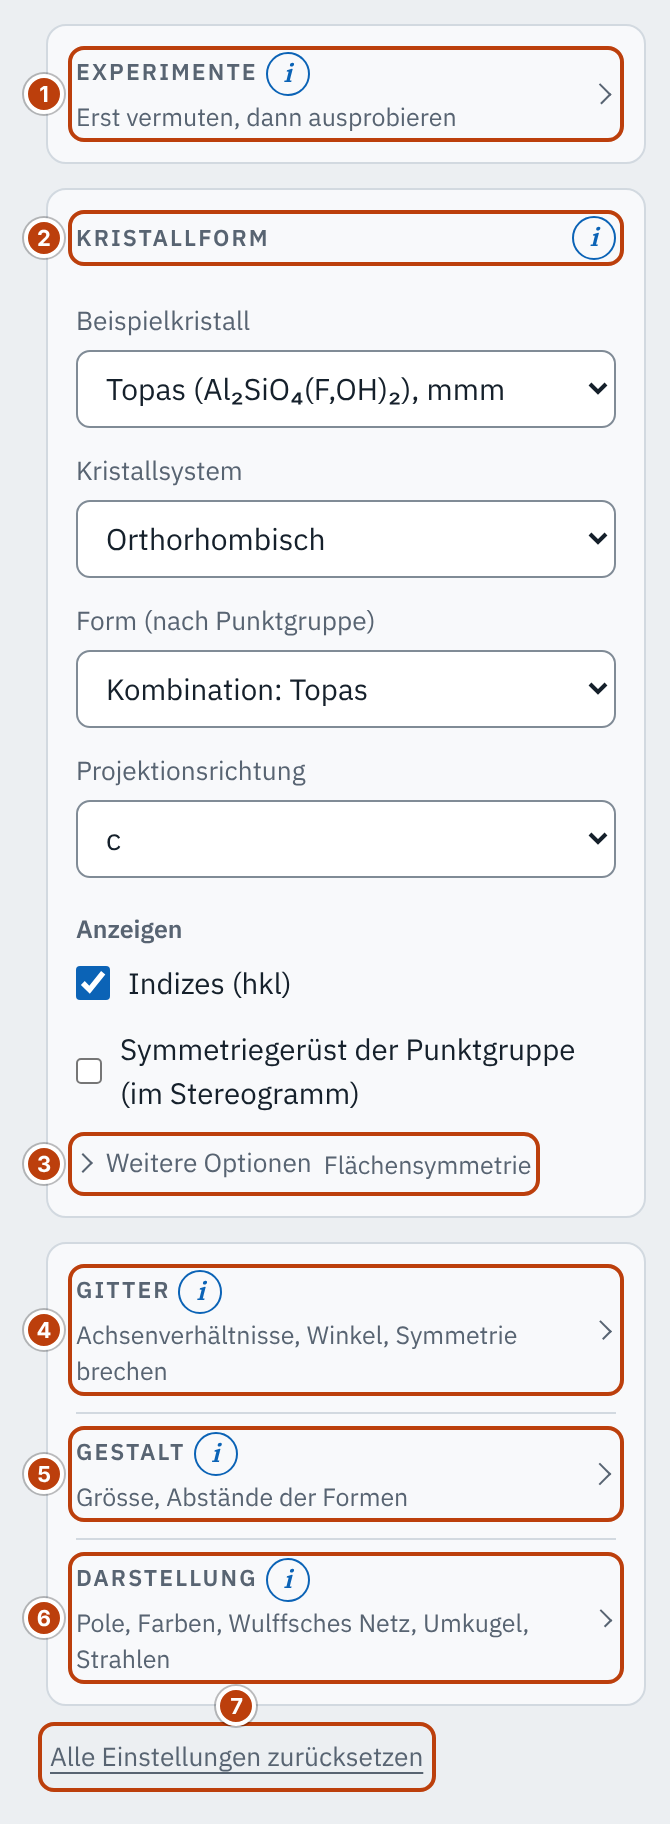 1
EXPERIMENTE i
Erst vermuten, dann ausprobieren
2
KRISTALLFORM i
Beispielkristall
Topas (Al₂SiO₄(F,OH)₂), mmm
Kristallsystem
Orthorhombisch
Form (nach Punktgruppe)
Kombination: Topas
Projektionsrichtung
c
Anzeigen
Indizes (hkl)
Symmetriegerüst der Punktgruppe
(im Stereogramm)
3
Weitere Optionen Flächensymmetrie
4
GITTER i
Achsenverhältnisse, Winkel, Symmetrie
brechen
5
GESTALT i
Grösse, Abstände der Formen
6
DARSTELLUNG i
Pole, Farben, Wulffsches Netz, Umkugel,
Strahlen
7
Alle Einstellungen zurücksetzen